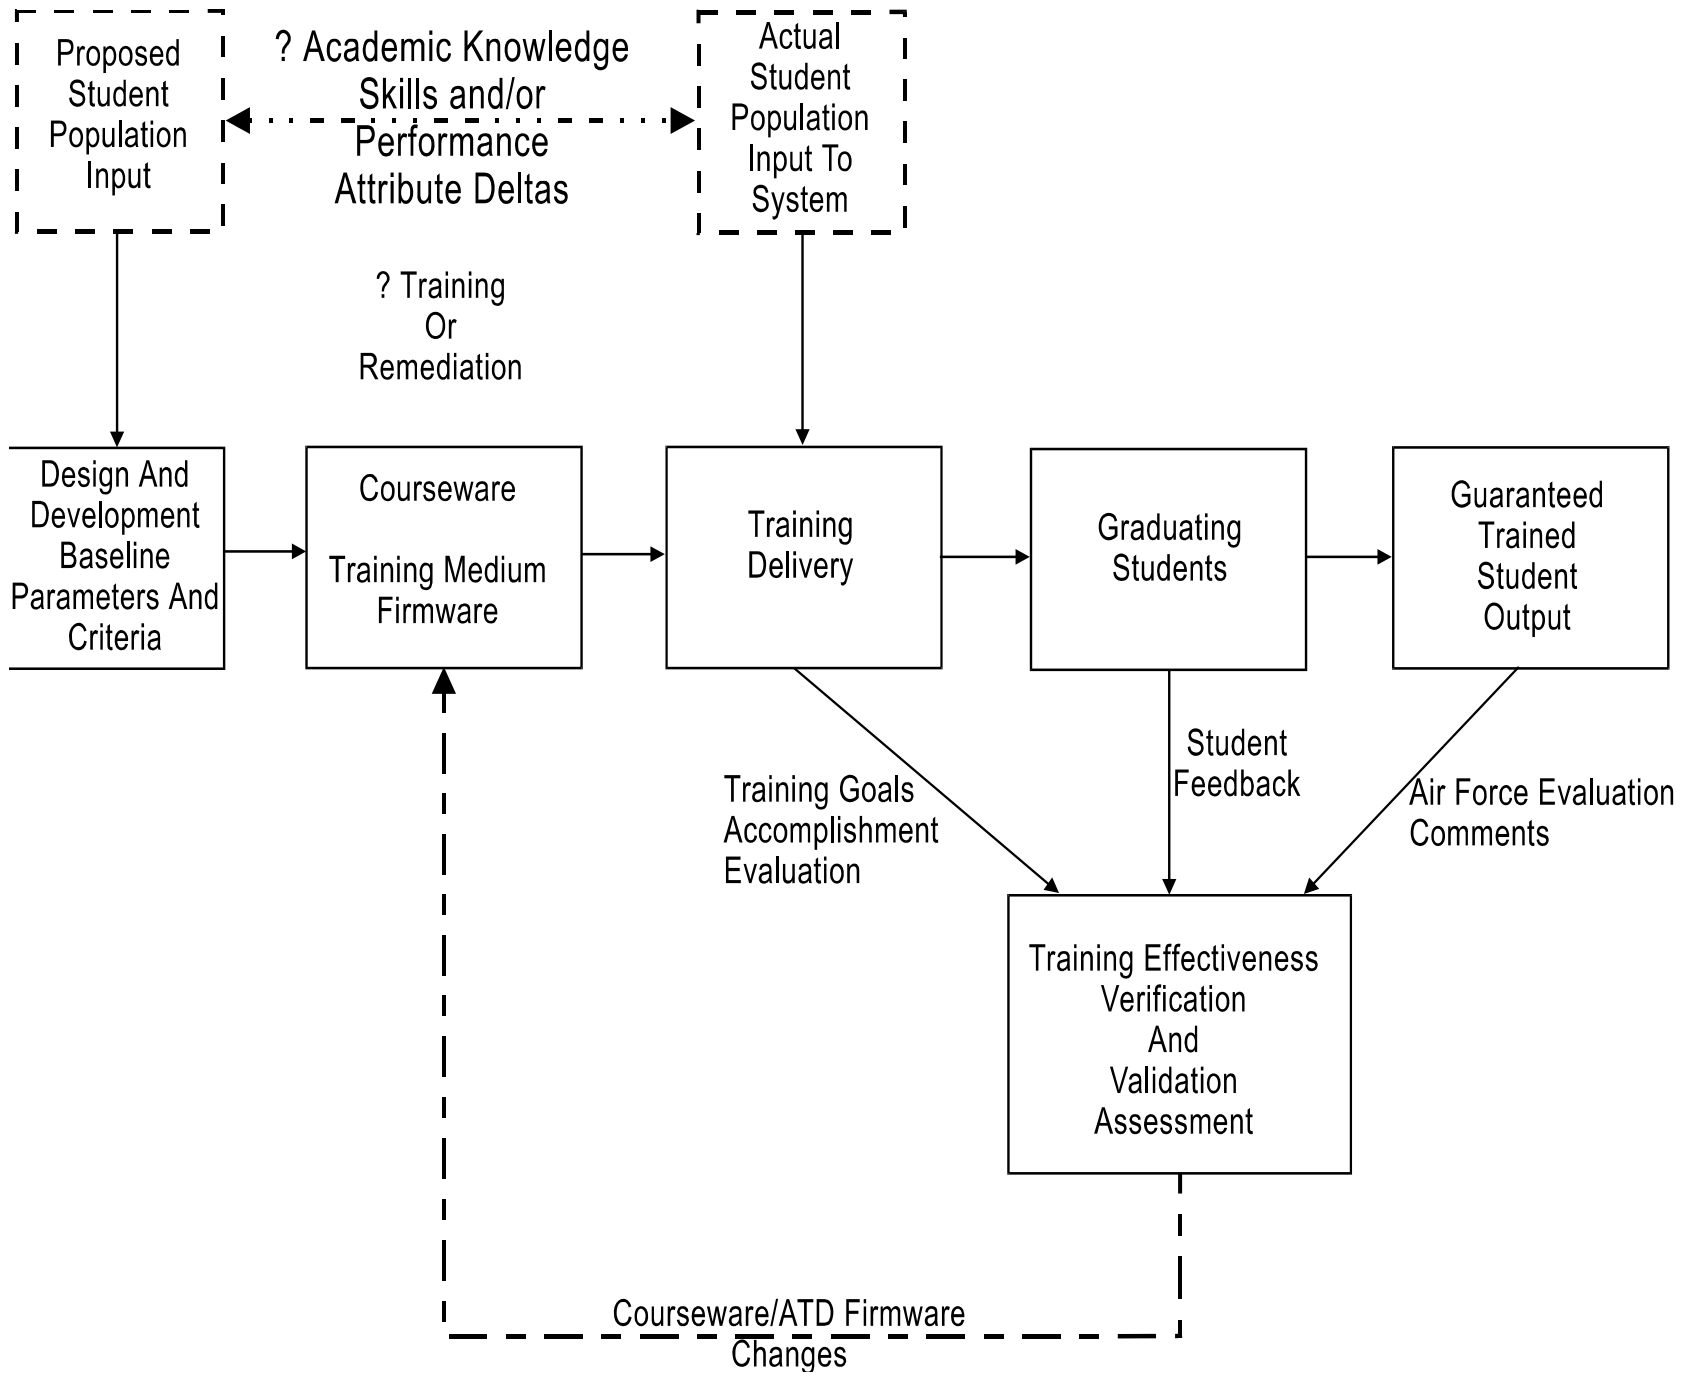 Proposed
Student
Population
Input
? Academic Knowledge
Skills and/or
Performance
Attribute Deltas
Actual
Student
Population
Input To
System
? Training
Or
Remediation
Design And
Development
Baseline
Parameters And
Criteria
Courseware
Training Medium
Firmware
Training
Delivery
Graduating
Students
Guaranteed
Trained
Student
Output
Training Goals
Accomplishment
Evaluation
Student
Feedback
Air Force Evaluation
Comments
Training Effectiveness
Verification
And
Validation
Assessment
Courseware/ATD Firmware
Changes